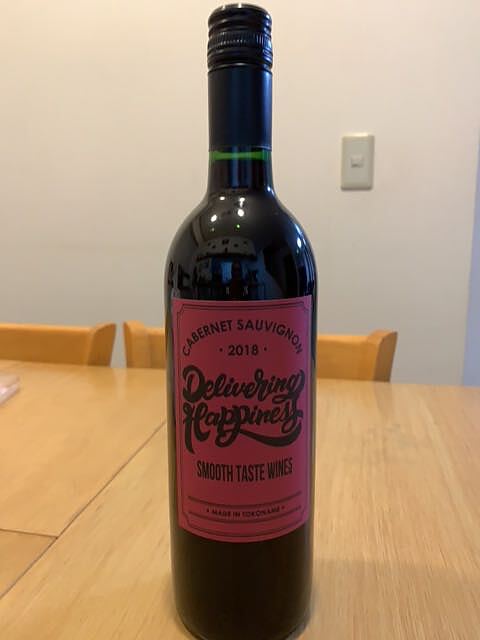 CABERNET SAUVIGNON
· 2018 ·
Delivering
Happiness
SMOOTH TASTE WINES
• MADE IN TOKONAME •